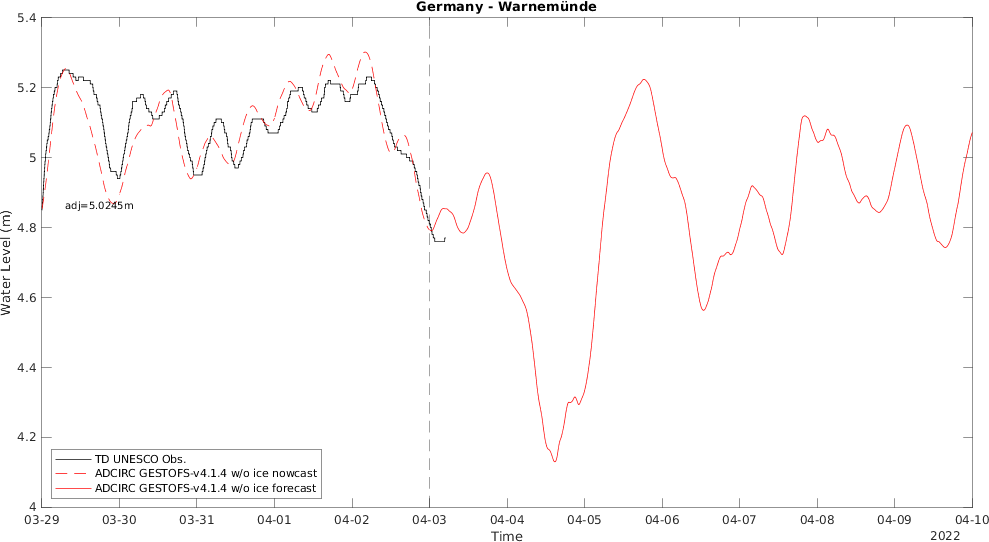 Germany - Warnemünde
5.4
5.2
5
4.8
4.6
4.4
4.2
4
Water Level (m)
adj=5.0245m
TD UNESCO Obs.
ADCIRC GESTOFS-v4.1.4 w/o ice nowcast
ADCIRC GESTOFS-v4.1.4 w/o ice forecast
03-29 03-30 03-31 04-01 04-02 04-03 04-04 04-05 04-06 04-07 04-08 04-09 04-10
Time
2022